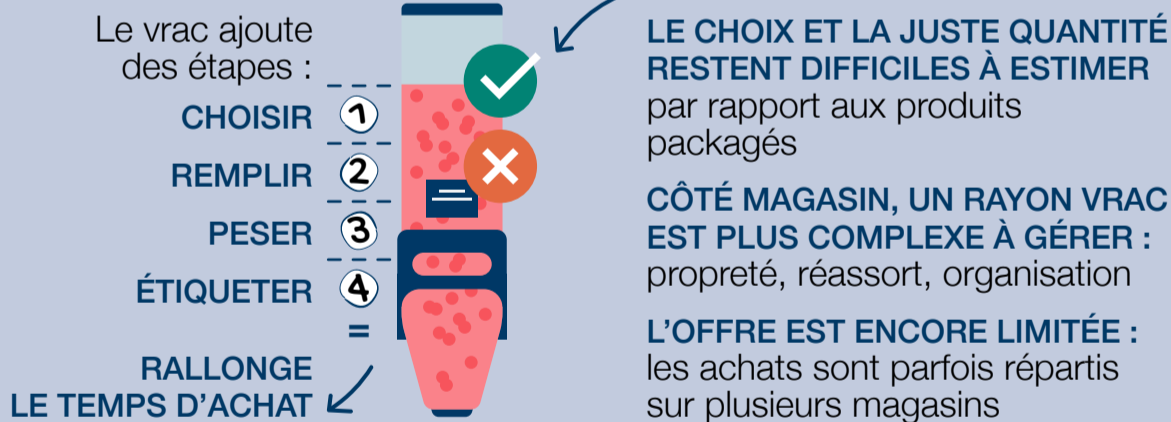 Le vrac ajoute
des étapes :
CHOISIR 1
REMPLIR 2
PESER 3
ÉTIQUETER 4
=
RALLONGE
LE TEMPS D'ACHAT
LE CHOIX ET LA JUSTE QUANTITÉ
RESTENT DIFFICILES À ESTIMER
par rapport aux produits
packagés
CÔTÉ MAGASIN, UN RAYON VRAC
EST PLUS COMPLEXE À GÉRER :
propreté, réassort, organisation
L'OFFRE EST ENCORE LIMITÉE :
les achats sont parfois répartis
sur plusieurs magasins